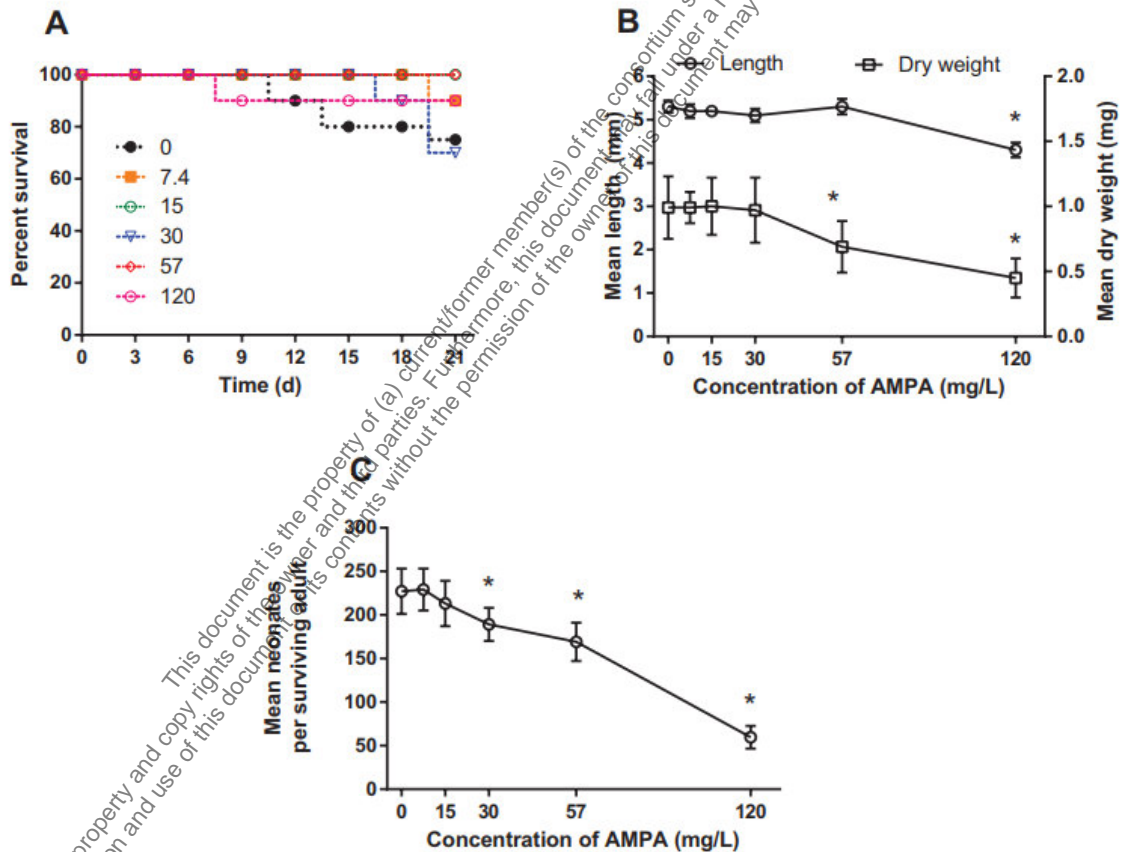 A
100
80
60
40
20
0
Percent survival
0
7.4
15
30
57
120
0 3 6 9 12 15 18 21
Time (d)
B
Length
Dry weight
6
5
4
3
2
1
0
Mean length (mm)
2.0
1.5
1.0
0.5
0.0
Mean dry weight (mg)
*
*
*
0 15 30 57 120
Concentration of AMPA (mg/L)
C
300
250
200
150
100
50
0
Mean neonates
per surviving adult
*
*
*
0 15 30 57 120
Concentration of AMPA (mg/L)
This document is the property of (a) current/former member(s) of the consortium
property and copy rights of the owner and third parties. Furthermore, this document may fall under a
on and use of this document or its contents without the permission of the owner of this document may